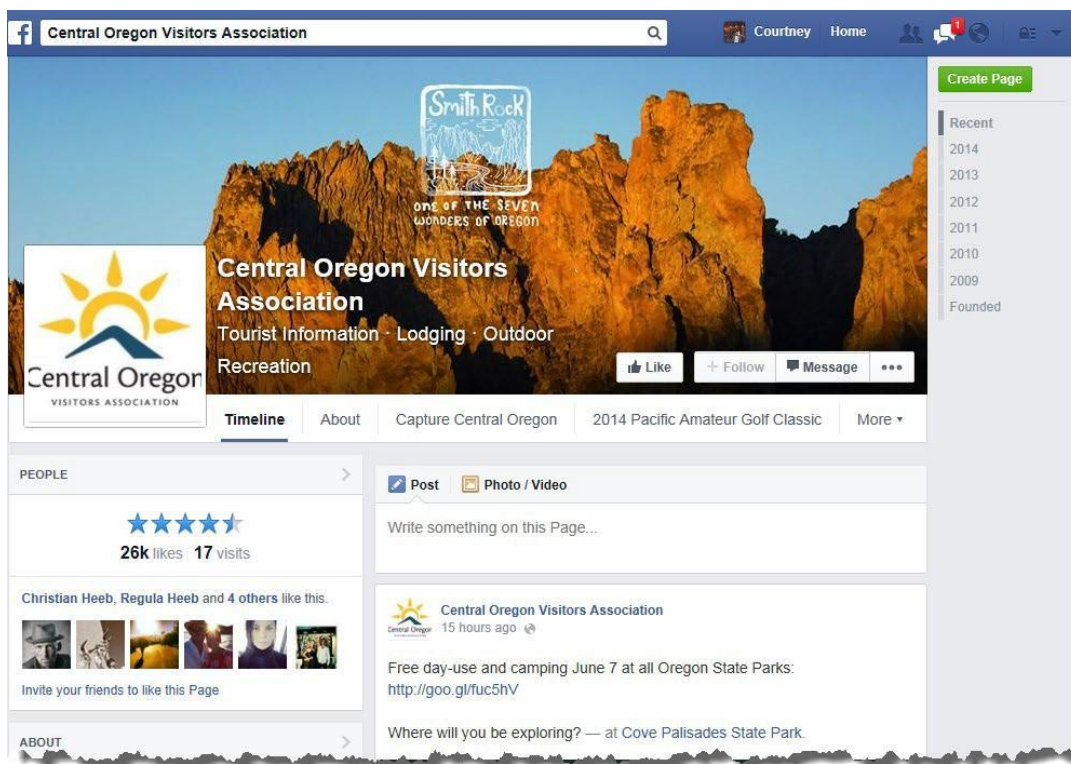 Central Oregon Visitors Association
Courtney Home
1
Create Page
Recent
2014
2013
2012
2011
2010
2009
Founded
Smith Rock
ONE OF THE SEVEN
WONDERS OF OREGON
Central Oregon Visitors
Association
Tourist Information · Lodging · Outdoor
Recreation
Like + Follow Message •••
Central Oregon
VISITORS ASSOCIATION
Timeline About Capture Central Oregon 2014 Pacific Amateur Golf Classic More
PEOPLE
26k likes 17 visits
Christian Heeb, Regula Heeb and 4 others like this.
Invite your friends to like this Page
ABOUT
Post Photo / Video
Write something on this Page...
Central Oregon Visitors Association
15 hours ago
Central Oregon
Free day-use and camping June 7 at all Oregon State Parks:
http://goo.gl/fuc5hV
Where will you be exploring? — at Cove Palisades State Park.